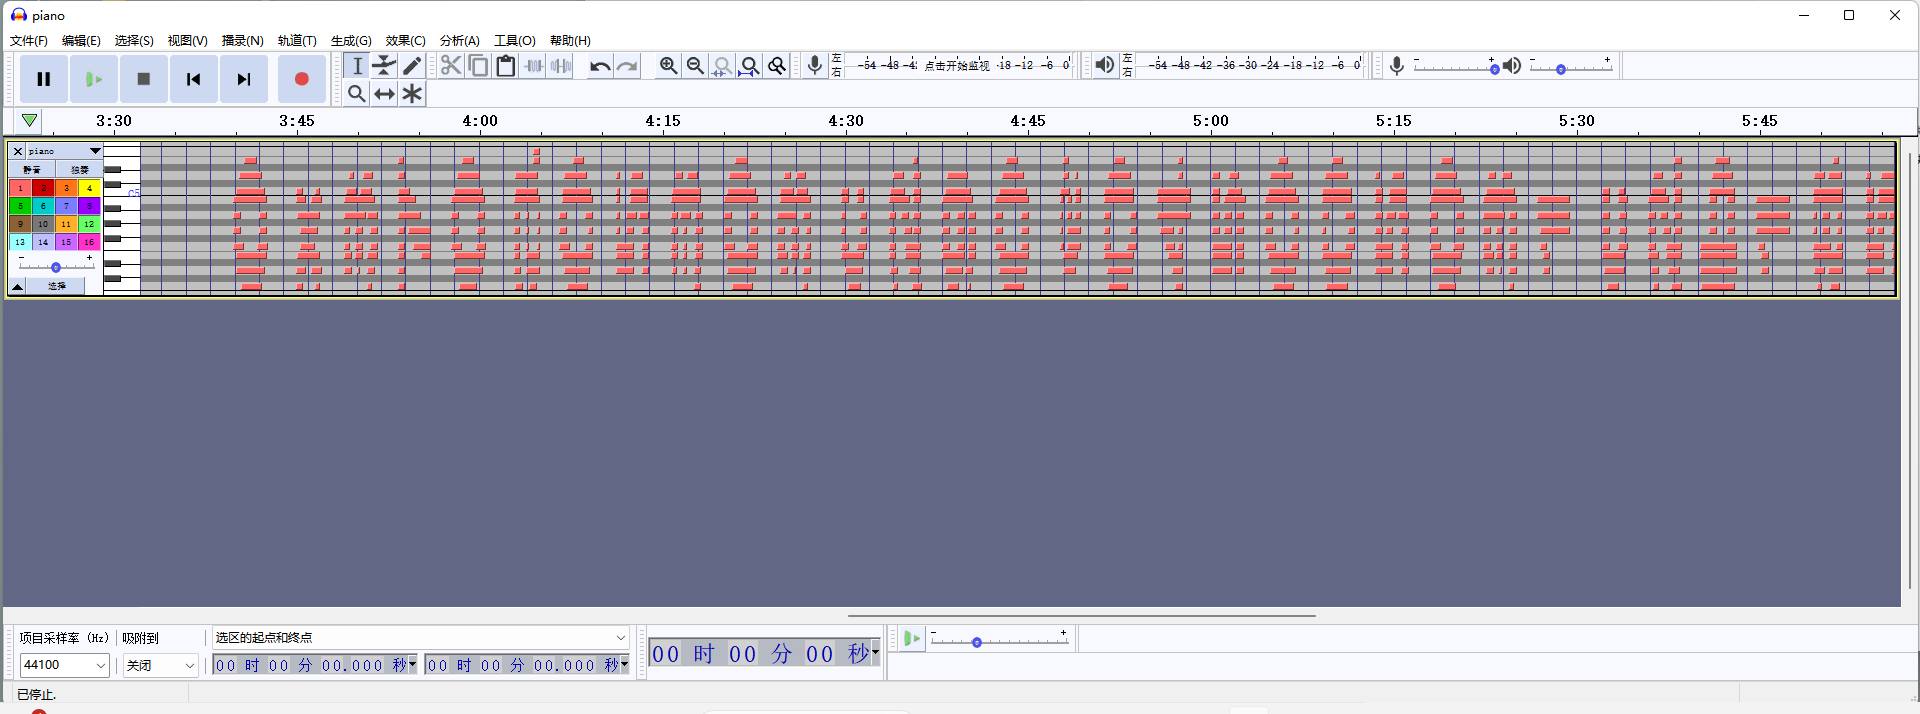 piano
文件(F) 编辑(E) 选择(S) 视图(V) 播录(N) 轨道(T) 生成(G) 效果(C) 分析(A) 工具(O) 帮助(H)
左 -54 -48 -4 点击开始监视 -18 -12 -6 0
右
左 -54 -48 -42 -36 -30 -24 -18 -12 -6 0
右
- +
- +
3:30 3:45 4:00 4:15 4:30 4:45 5:00 5:15 5:30 5:45
piano
静音 独奏
1 2 3 4
5 6 7 8
9 10 11 12
13 14 15 16
- +
选择
C5
项目采样率 (Hz) 吸附到 选区的起点和终点
44100 关闭 00 时 00 分 00.000 秒 00 时 00 分 00.000 秒
00 时 00 分 00 秒
- +
已停止.